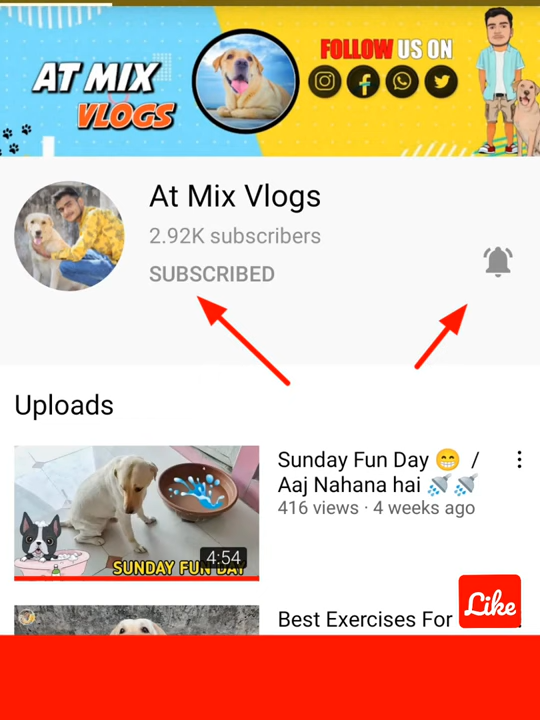 AT MIX
VLOGS
FOLLOW US ON
At Mix Vlogs
2.92K subscribers
SUBSCRIBED
Uploads
Sunday Fun Day 😁 /
Aaj Nahana hai 🚿🚿
416 views · 4 weeks ago
4:54
SUNDAY FUN DAY
Best Exercises For
Like